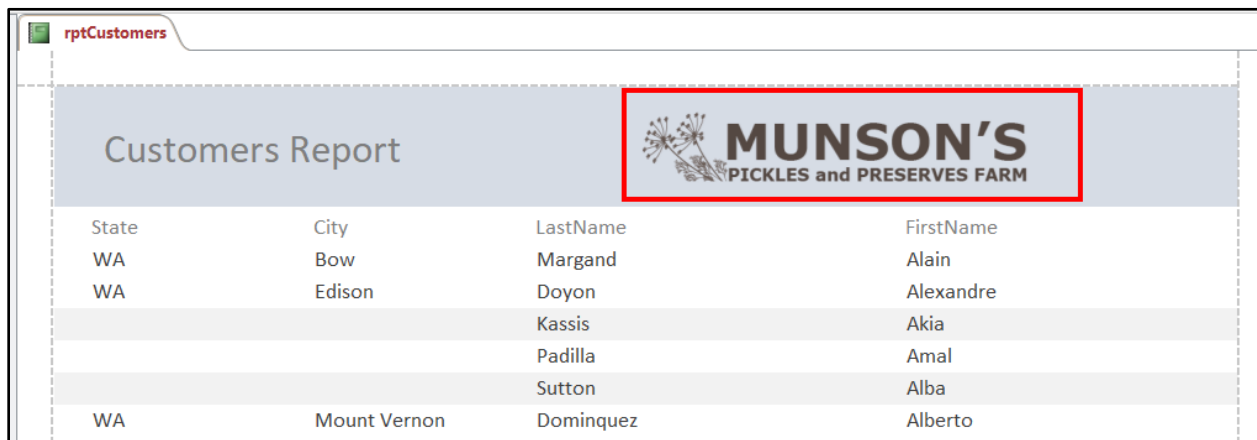 rptCustomers
Customers Report
MUNSON'S
PICKLES and PRESERVES FARM
State City LastName FirstName
WA Bow Margand Alain
WA Edison Doyon Alexandre
Kassis Akia
Padilla Amal
Sutton Alba
WA Mount Vernon Dominquez Alberto